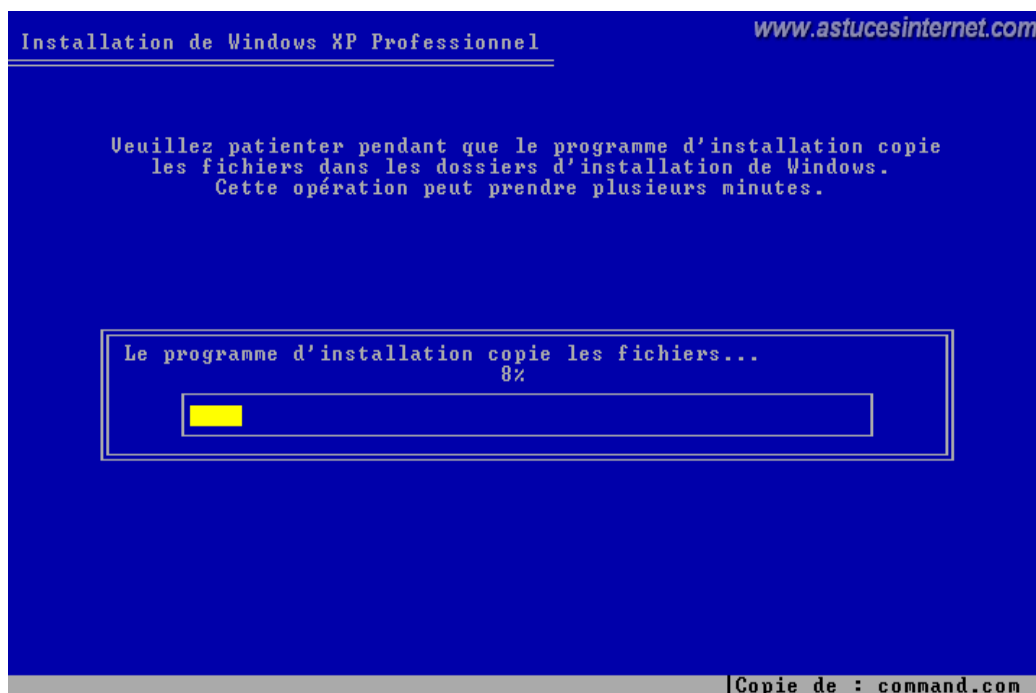 Installation de Windows XP Professionnel
www.astucesinternet.com
Veuillez patienter pendant que le programme d'installation copie
les fichiers dans les dossiers d'installation de Windows.
Cette opération peut prendre plusieurs minutes.
Le programme d'installation copie les fichiers...
8%
Copie de : command.com